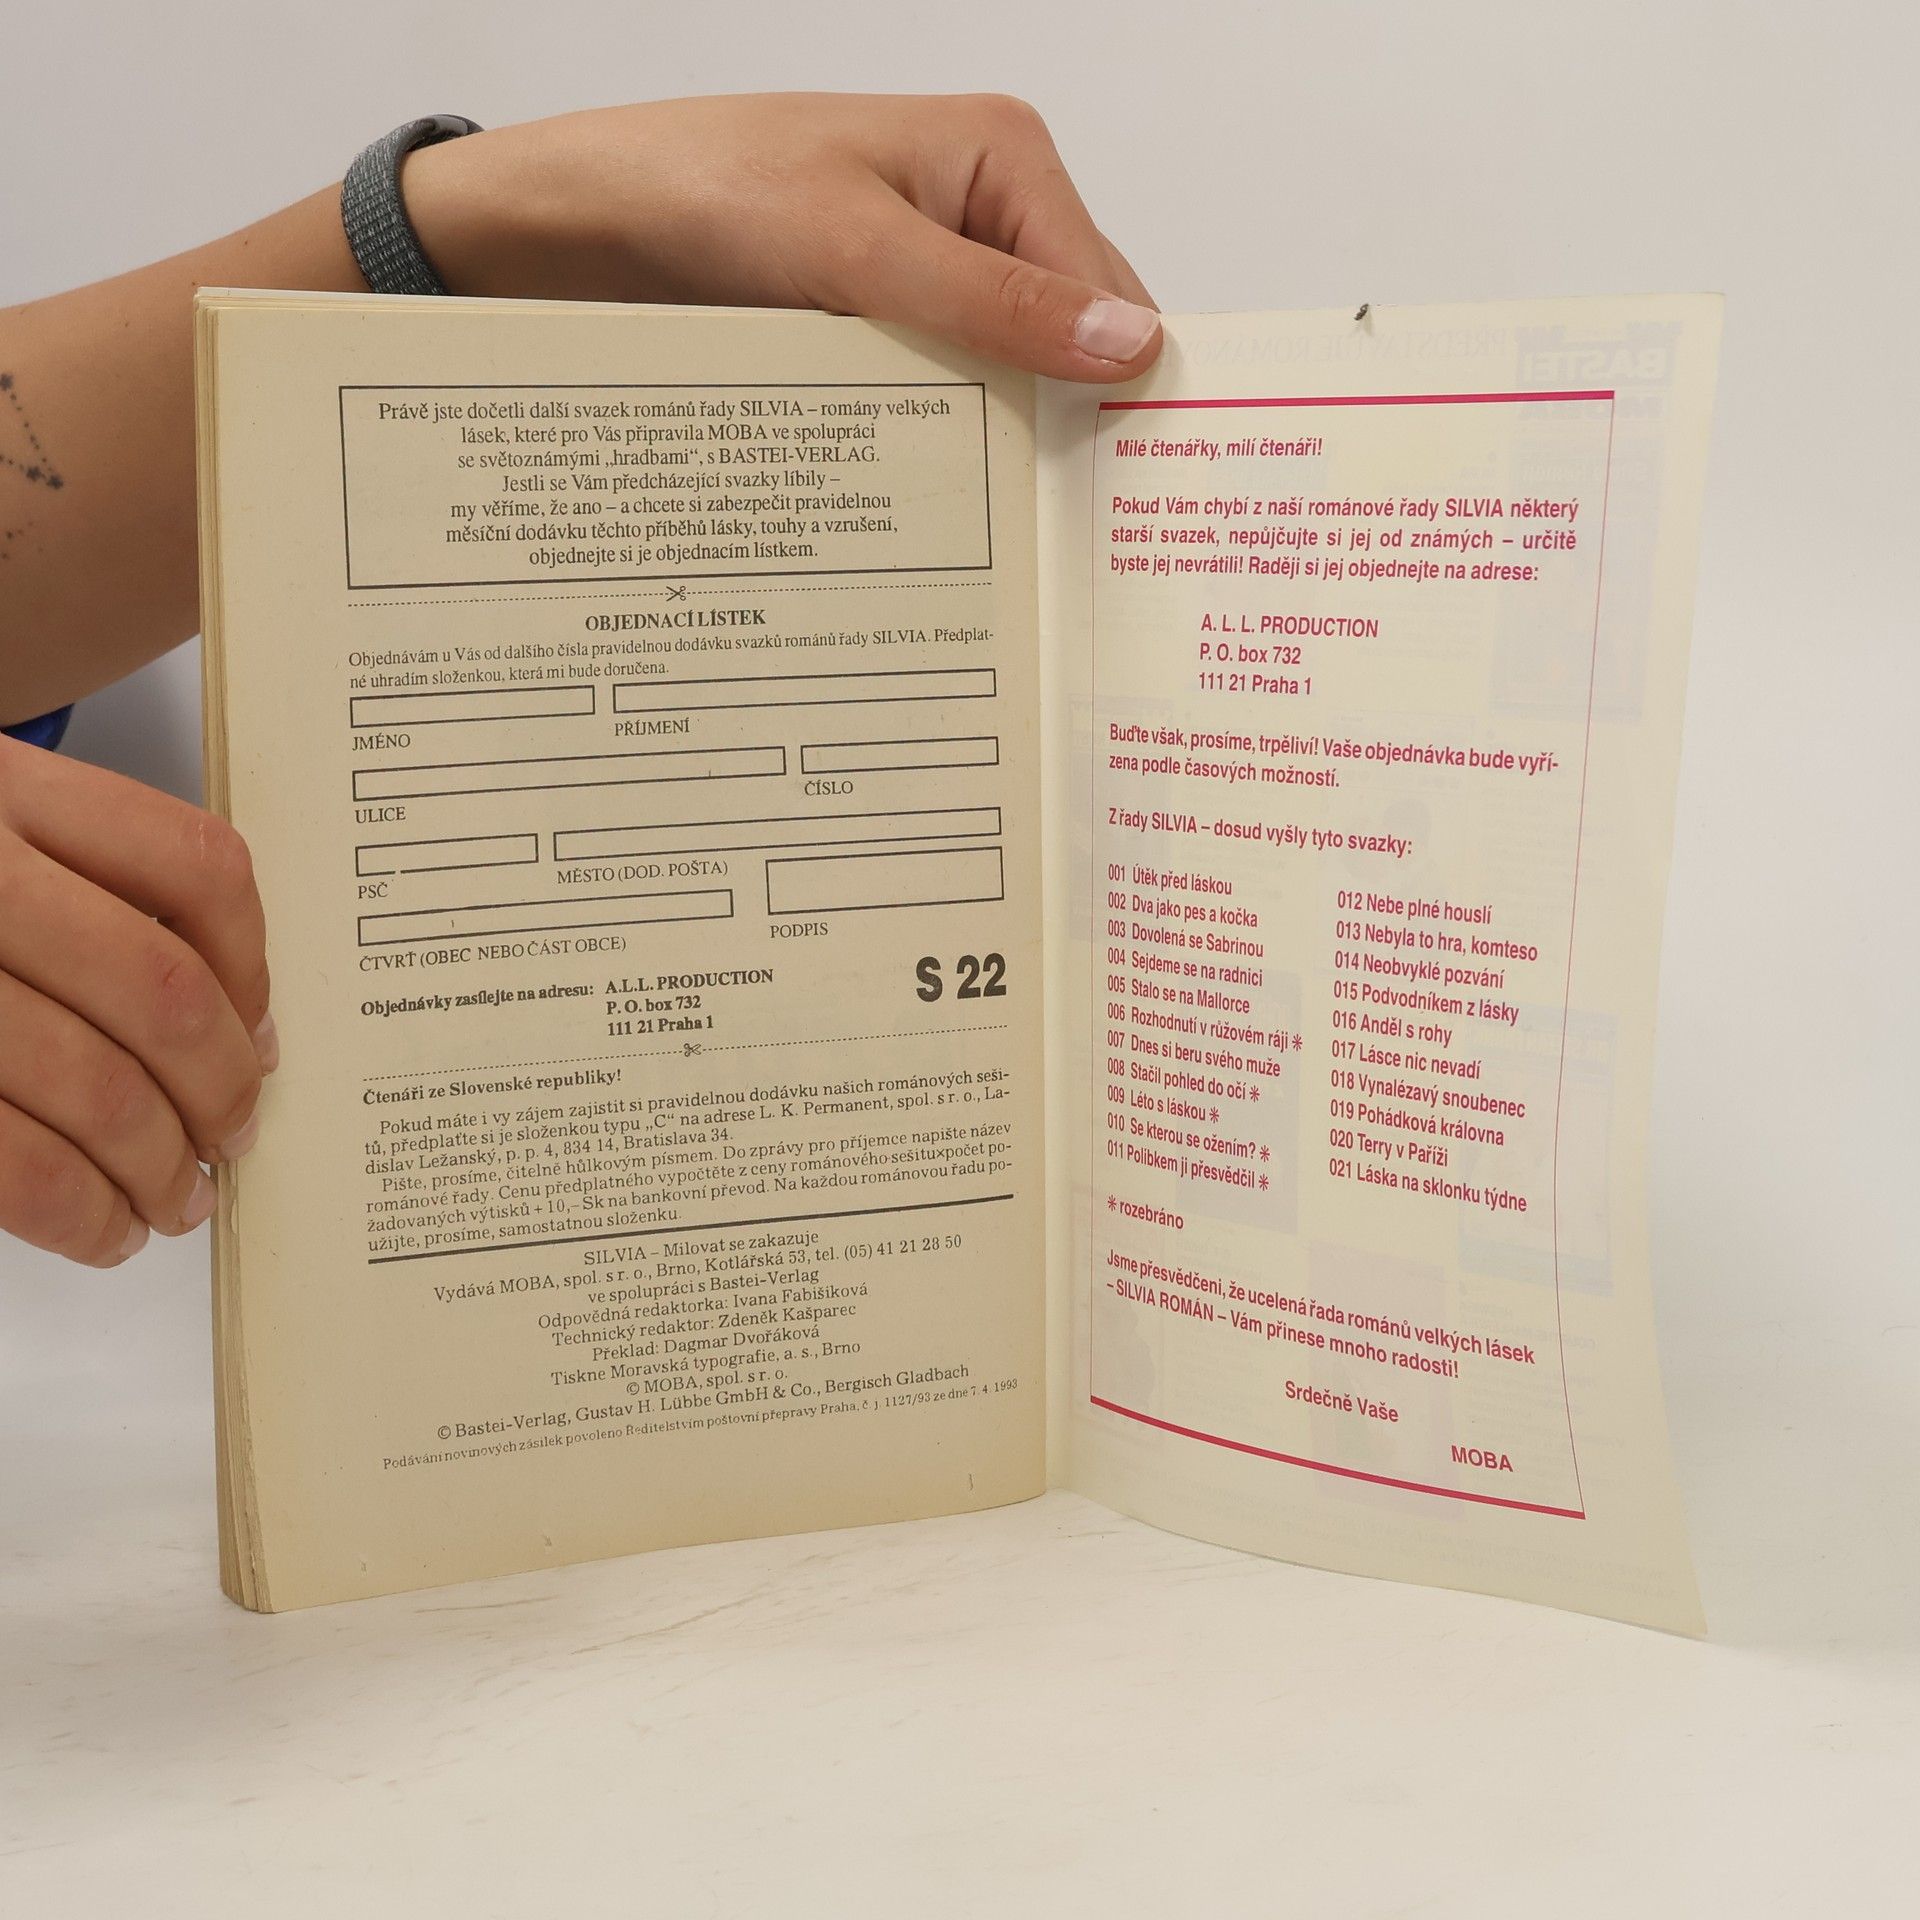 Právě jste dočetli další svazek románů řady SILVIA – romány velkých
lásek, které pro Vás připravila MOBA ve spolupráci
se světoznámými „hradbami“, s BASTEI-VERLAG.
Jestli se Vám předcházející svazky líbily –
my věříme, že ano – a chcete si zabezpečit pravidelnou
měsíční dodávku těchto příběhů lásky, touhy a vzrušení,
objednejte si je objednacím lístkem.
OBJEDNACÍ LÍSTEK
Objednávám u Vás od dalšího čísla pravidelnou dodávku svazků románů řady SILVIA. Předplat-
né uhradím složenkou, která mi bude doručena.
JMÉNO
PŘÍJMENÍ
ULICE
ČÍSLO
PSČ
MĚSTO (DOD. POŠTA)
ČTVRŤ (OBEC NEBO ČÁST OBCE)
PODPIS
Objednávky zasílejte na adresu: A.L.L. PRODUCTION
P. O. box 732
111 21 Praha 1
S 22
Čtenáři ze Slovenské republiky!
Pokud máte i vy zájem zajistit si pravidelnou dodávku našich románových seši-
tů, předplaťte si je složenkou typu „C“ na adrese L. K. Permanent, spol. s r. o., La-
dislav Ležanský, p. p. 4, 834 14, Bratislava 34.
Pište, prosíme, čitelně hůlkovým písmem. Do zprávy pro příjemce napište název
románové řady. Cenu předplatného vypočtěte z ceny románového sešitu×počet po-
žadovaných výtisků + 10,– Sk na bankovní převod. Na každou románovou řadu po-
užijte, prosíme, samostatnou složenku.
SILVIA – Milovat se zakazuje
Vydává MOBA, spol. s r. o., Brno, Kotlářská 53, tel. (05) 41 21 28 50
ve spolupráci s Bastei-Verlag
Odpovědná redaktorka: Ivana Fabišiková
Technický redaktor: Zdeněk Kašparec
Překlad: Dagmar Dvořáková
Tiskne Moravská typografie, a. s., Brno
© MOBA, spol. s r. o.
© Bastei-Verlag, Gustav H. Lübbe GmbH & Co., Bergisch Gladbach
Podávání novinových zásilek povoleno Ředitelstvím poštovní přepravy Praha, č. j. 1127/93 ze dne 7. 4. 1993
Milé čtenářky, milí čtenáři!
Pokud Vám chybí z naší románové řady SILVIA některý
starší svazek, nepůjčujte si jej od známých – určitě
byste jej nevrátili! Raději si jej objednejte na adrese:
A. L. L. PRODUCTION
P. O. box 732
111 21 Praha 1
Buďte však, prosíme, trpěliví! Vaše objednávka bude vyří-
zena podle časových možností.
Z řady SILVIA – dosud vyšly tyto svazky:
001 Útěk před láskou
002 Dva jako pes a kočka
003 Dovolená se Sabrinou
004 Sejdeme se na radnici
005 Stalo se na Mallorce
006 Rozhodnutí v růžovém ráji ✳
007 Dnes si beru svého muže
008 Stačil pohled do očí ✳
009 Léto s láskou ✳
010 Se kterou se ožením? ✳
011 Polibkem ji přesvědčil ✳
012 Nebe plné houslí
013 Nebyla to hra, komteso
014 Neobvyklé pozvání
015 Podvodníkem z lásky
016 Anděl s rohy
017 Lásce nic nevadí
018 Vynalézavý snoubenec
019 Pohádková královna
020 Terry v Paříži
021 Láska na sklonku týdne
✳ rozebráno
Jsme přesvědčeni, že ucelená řada románů velkých lásek
– SILVIA ROMÁN – Vám přinese mnoho radosti!
Srdečně Vaše
MOBA